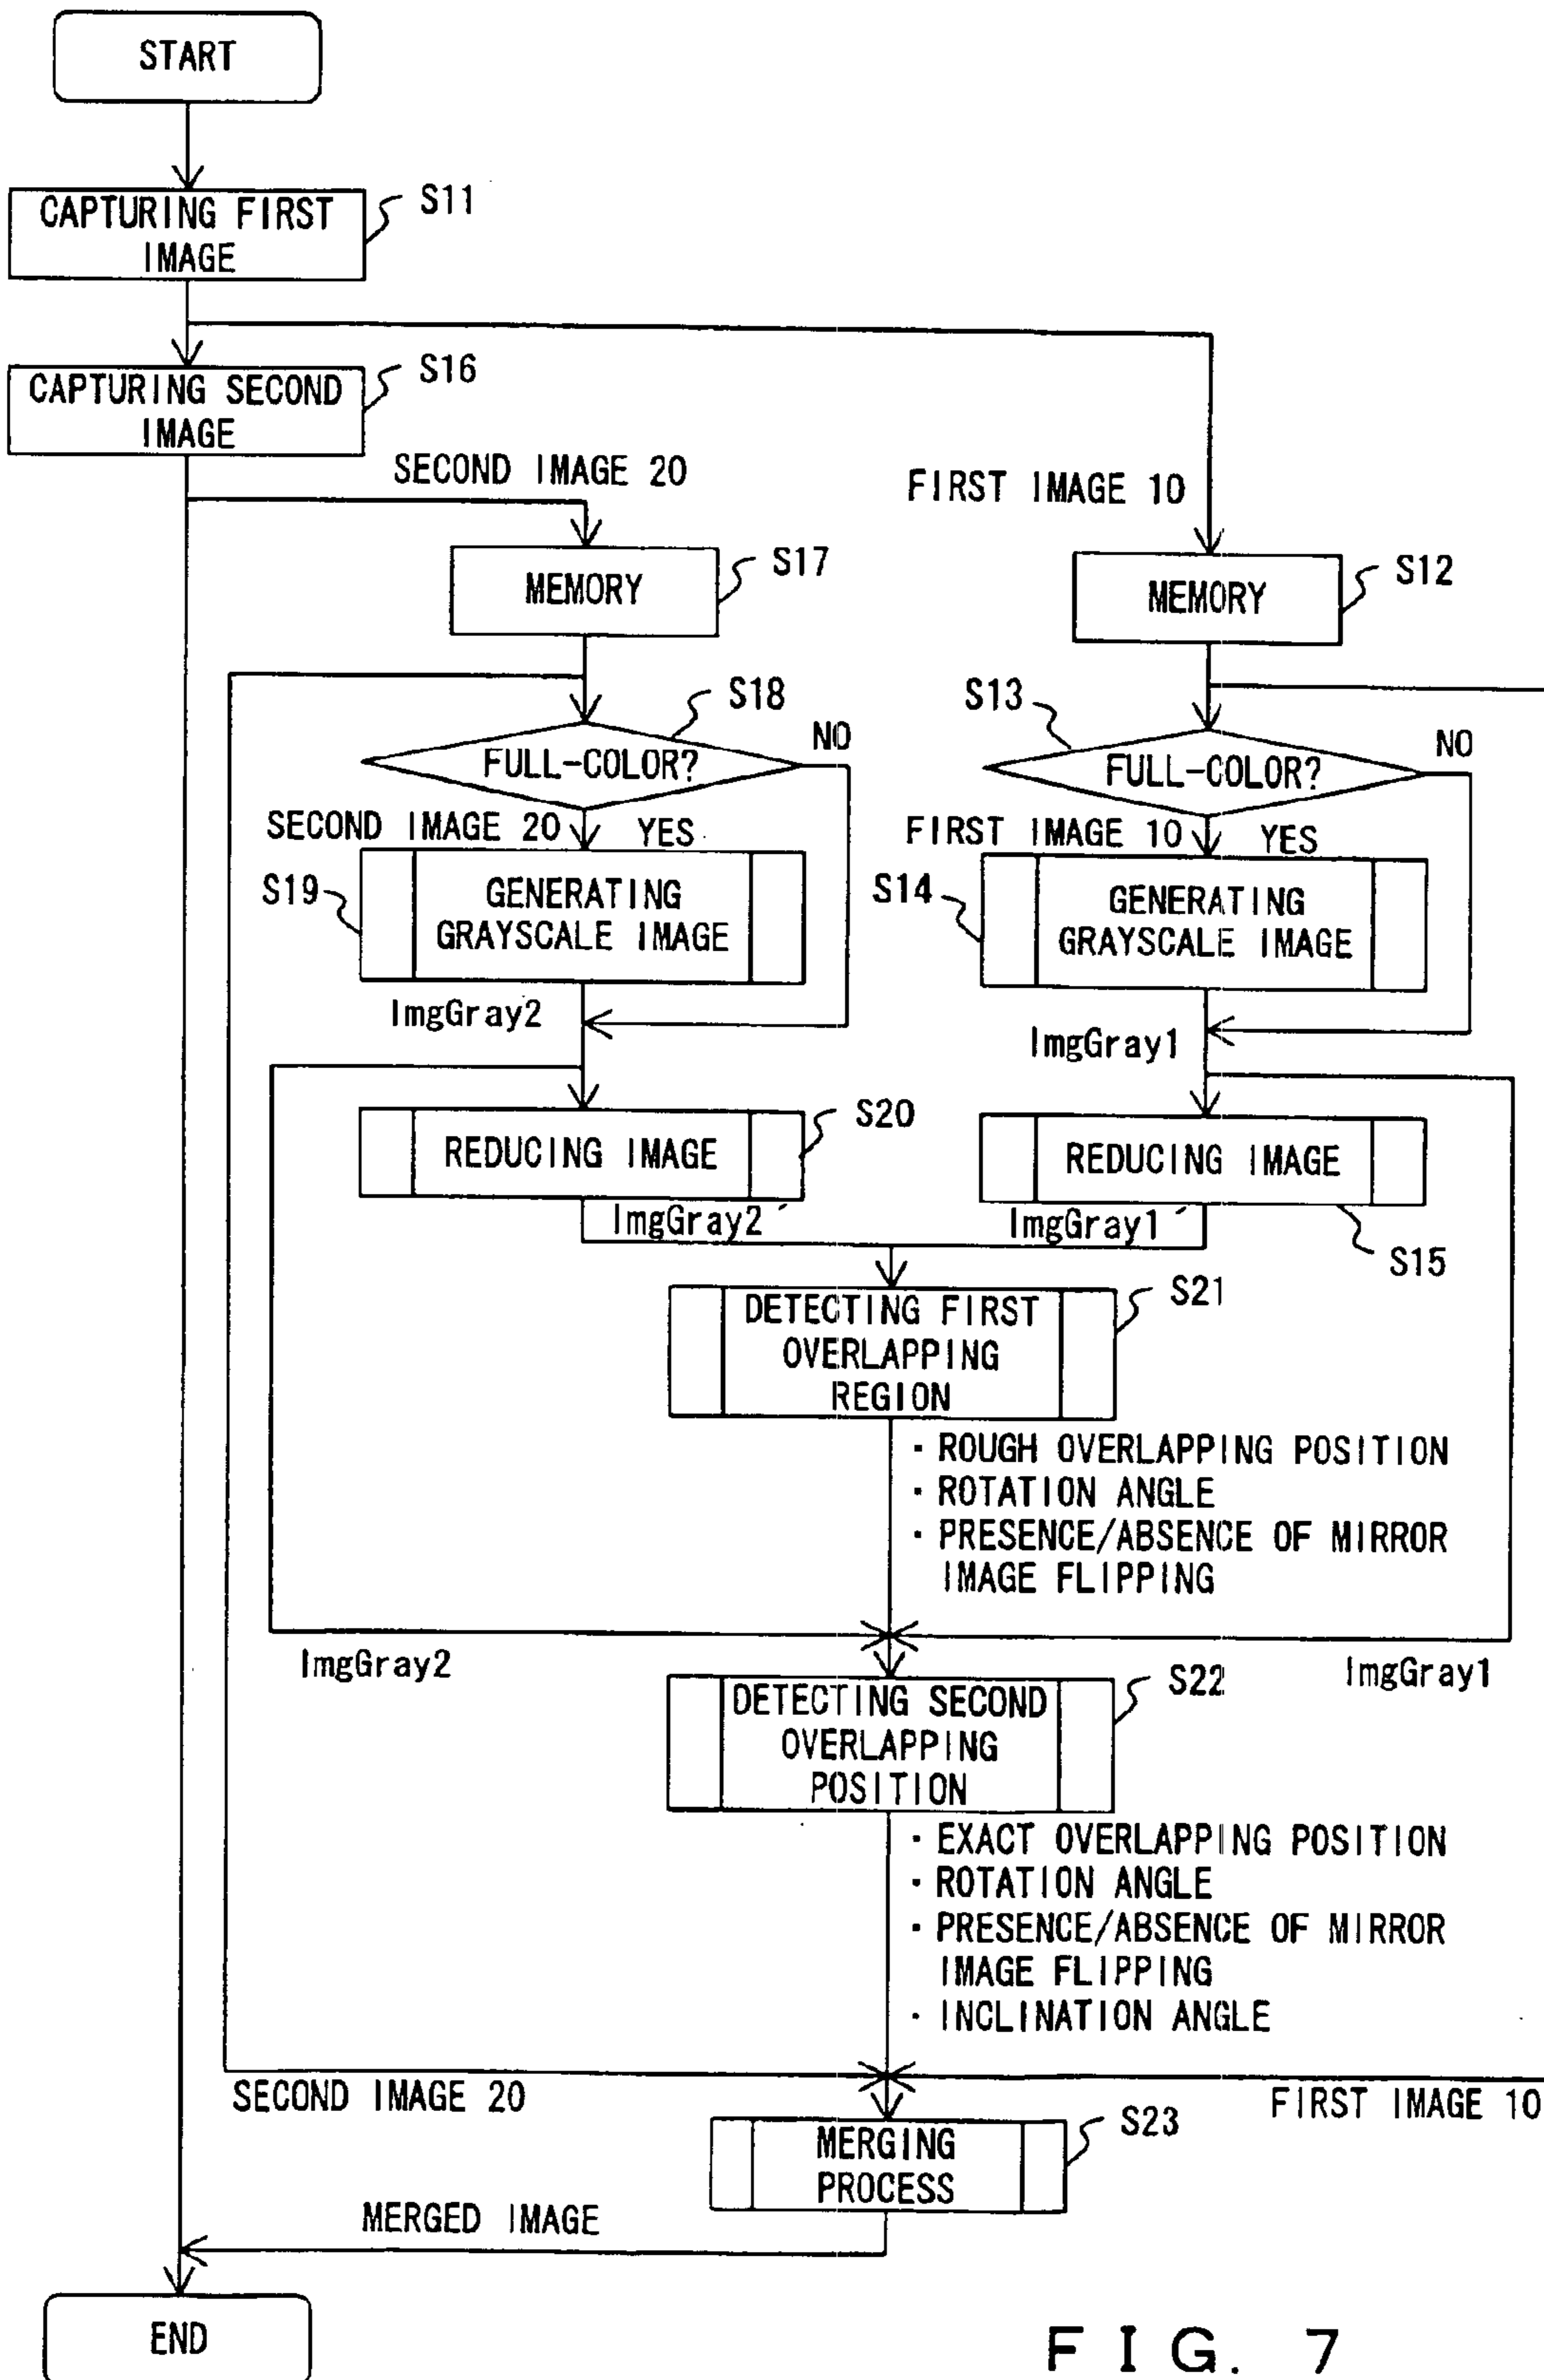 START
CAPTURING FIRST
IMAGE
S11
CAPTURING SECOND
IMAGE
S16
SECOND IMAGE 20
FIRST IMAGE 10
MEMORY
S17
MEMORY
S12
FULL-COLOR?
S18
NO
FULL-COLOR?
S13
NO
SECOND IMAGE 20
YES
FIRST IMAGE 10
YES
S19
GENERATING
GRAYSCALE IMAGE
S14
GENERATING
GRAYSCALE IMAGE
ImgGray2
ImgGray1
REDUCING IMAGE
S20
REDUCING IMAGE
S15
ImgGray2´
ImgGray1´
DETECTING FIRST
OVERLAPPING
REGION
S21
· ROUGH OVERLAPPING POSITION
· ROTATION ANGLE
· PRESENCE/ABSENCE OF MIRROR
IMAGE FLIPPING
ImgGray2
ImgGray1
DETECTING SECOND
OVERLAPPING
POSITION
S22
· EXACT OVERLAPPING POSITION
· ROTATION ANGLE
· PRESENCE/ABSENCE OF MIRROR
IMAGE FLIPPING
· INCLINATION ANGLE
SECOND IMAGE 20
FIRST IMAGE 10
MERGING
PROCESS
S23
MERGED IMAGE
END
FIG. 7